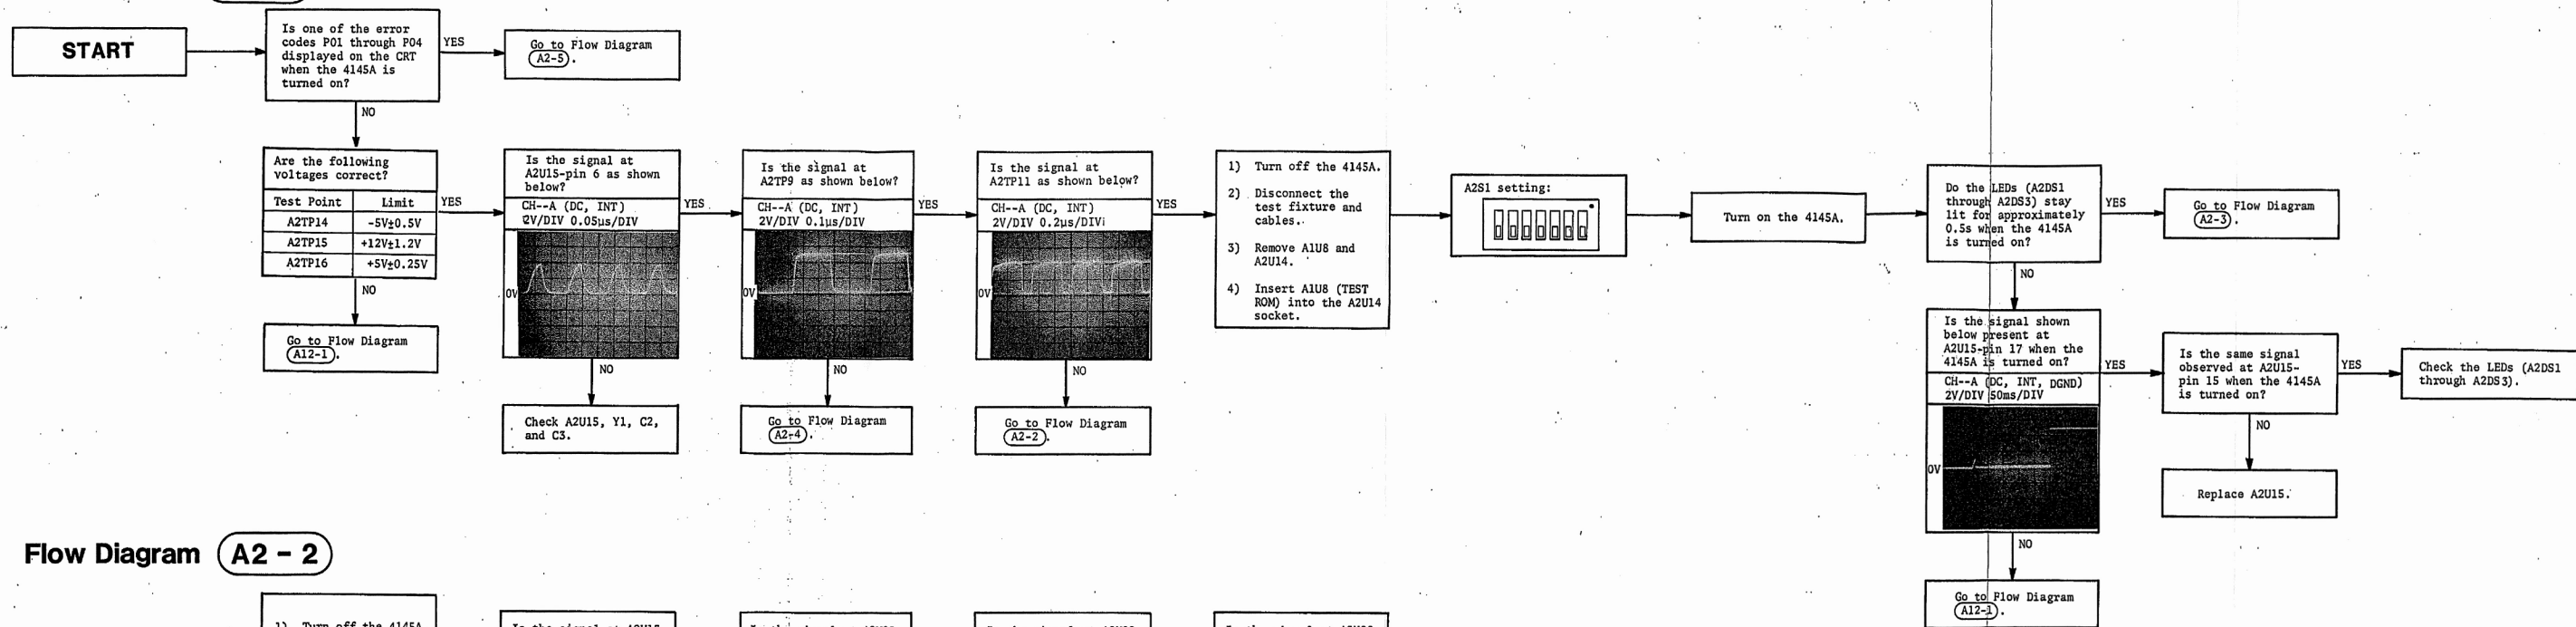 START
Is one of the error
codes P01 through P04
displayed on the CRT
when the 4145A is
turned on?
YES
Go to Flow Diagram
A2-5.
NO
Are the following
voltages correct?
Test Point Limit
A2TP14 -5V±0.5V
A2TP15 +12V±1.2V
A2TP16 +5V±0.25V
YES
NO
Go to Flow Diagram
A12-1.
Is the signal at
A2U15-pin 6 as shown
below?
CH--A (DC, INT)
2V/DIV 0.05µs/DIV
0V
YES
NO
Check A2U15, Y1, C2,
and C3.
Is the signal at
A2TP9 as shown below?
CH--A (DC, INT)
2V/DIV 0.1µs/DIV
0V
YES
NO
Go to Flow Diagram
A2-4.
Is the signal at
A2TP11 as shown below?
CH--A (DC, INT)
2V/DIV 0.2µs/DIV
0V
YES
NO
Go to Flow Diagram
A2-2.
1) Turn off the 4145A.
2) Disconnect the
test fixture and
cables.
3) Remove A1U8 and
A2U14.
4) Insert A1U8 (TEST
ROM) into the A2U14
socket.
A2S1 setting:
Turn on the 4145A.
Do the LEDs (A2DS1
through A2DS3) stay
lit for approximately
0.5s when the 4145A
is turned on?
YES
Go to Flow Diagram
A2-3.
NO
Is the signal shown
below present at
A2U15-pin 17 when the
4145A is turned on?
CH--A (DC, INT, DGND)
2V/DIV 50ms/DIV
0V
YES
Is the same signal
observed at A2U15-
pin 15 when the 4145A
is turned on?
YES
Check the LEDs (A2DS1
through A2DS3).
NO
Replace A2U15.
NO
Go to Flow Diagram
A12-1.
Flow Diagram A2 - 2
1) Turn off the 4145A